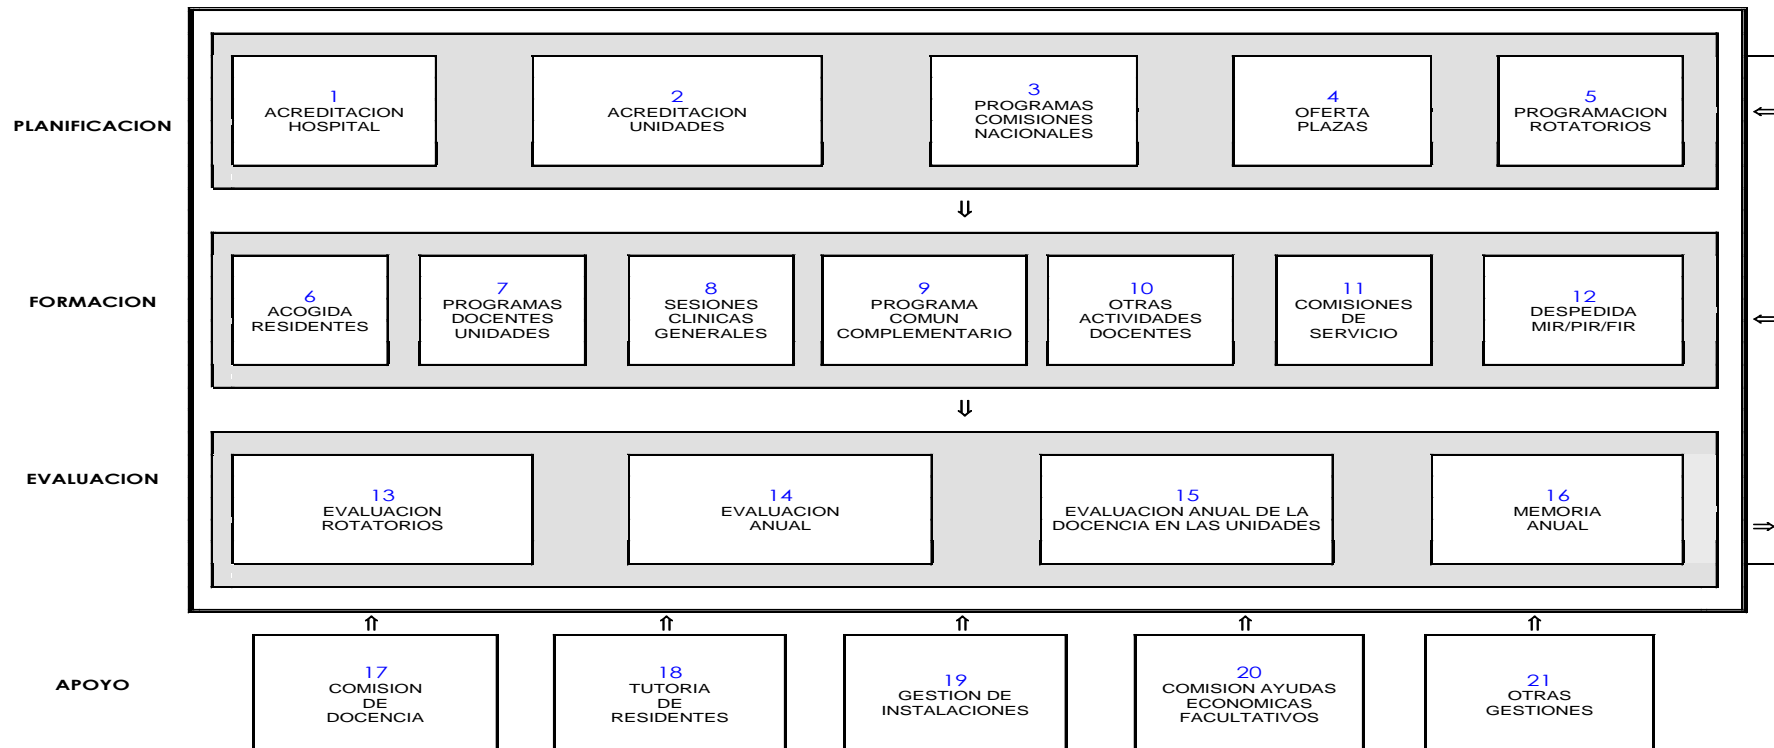 PLANIFICACION
1
ACREDITACION
HOSPITAL
2
ACREDITACION
UNIDADES
3
PROGRAMAS
COMISIONES
NACIONALES
4
OFERTA
PLAZAS
5
PROGRAMACION
ROTATORIOS
⇐
⇓
FORMACION
6
ACOGIDA
RESIDENTES
7
PROGRAMAS
DOCENTES
UNIDADES
8
SESIONES
CLINICAS
GENERALES
9
PROGRAMA
COMUN
COMPLEMENTARIO
10
OTRAS
ACTIVIDADES
DOCENTES
11
COMISIONES
DE
SERVICIO
12
DESPEDIDA
MIR/PIR/FIR
⇐
⇓
EVALUACION
13
EVALUACION
ROTATORIOS
14
EVALUACION
ANUAL
15
EVALUACION ANUAL DE LA
DOCENCIA EN LAS UNIDADES
16
MEMORIA
ANUAL
⇒
⇑ ⇑ ⇑ ⇑ ⇑
APOYO
17
COMISION
DE
DOCENCIA
18
TUTORIA
DE
RESIDENTES
19
GESTION DE
INSTALACIONES
20
COMISION AYUDAS
ECONOMICAS
FACULTATIVOS
21
OTRAS
GESTIONES